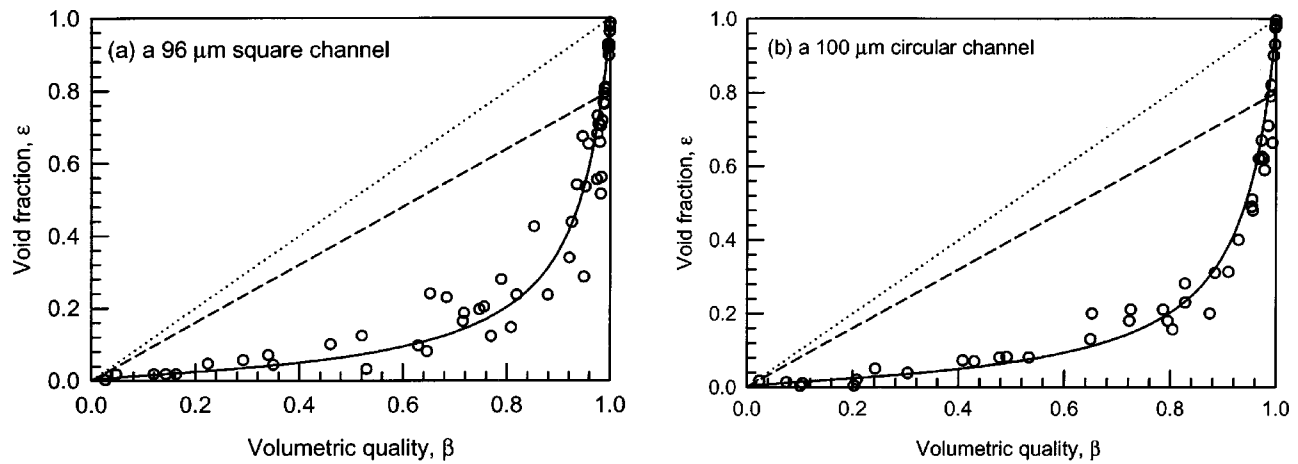 (a) a 96 μm square channel
Void fraction, ε
1.0
0.8
0.6
0.4
0.2
0.0
0.0 0.2 0.4 0.6 0.8 1.0
Volumetric quality, β
(b) a 100 μm circular channel
Void fraction, ε
1.0
0.8
0.6
0.4
0.2
0.0
0.0 0.2 0.4 0.6 0.8 1.0
Volumetric quality, β